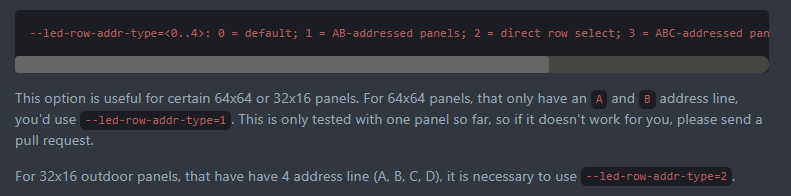 --led-row-addr-type=<0..4>: 0 = default; 1 = AB-addressed panels; 2 = direct row select; 3 = ABC-addressed pan
This option is useful for certain 64x64 or 32x16 panels. For 64x64 panels, that only have an A and B address line,
you'd use --led-row-addr-type=1. This is only tested with one panel so far, so if it doesn't work for you, please send a
pull request.
For 32x16 outdoor panels, that have have 4 address line (A, B, C, D), it is necessary to use --led-row-addr-type=2.